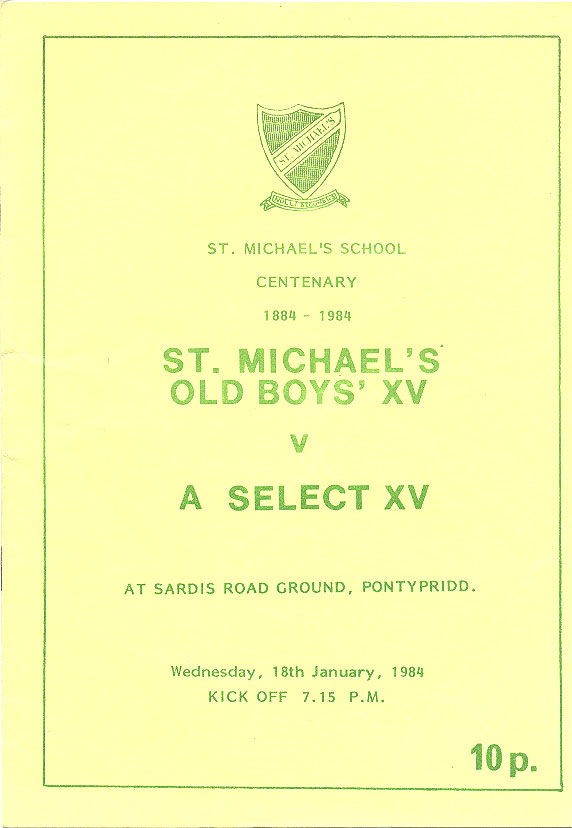 ST. MICHAEL'S
ST. MICHAEL'S SCHOOL
CENTENARY
1884 - 1984
ST. MICHAEL'S
OLD BOYS' XV
V
A SELECT XV
AT SARDIS ROAD GROUND, PONTYPRIDD.
Wednesday, 18th January, 1984
KICK OFF 7.15 P.M.
10p.